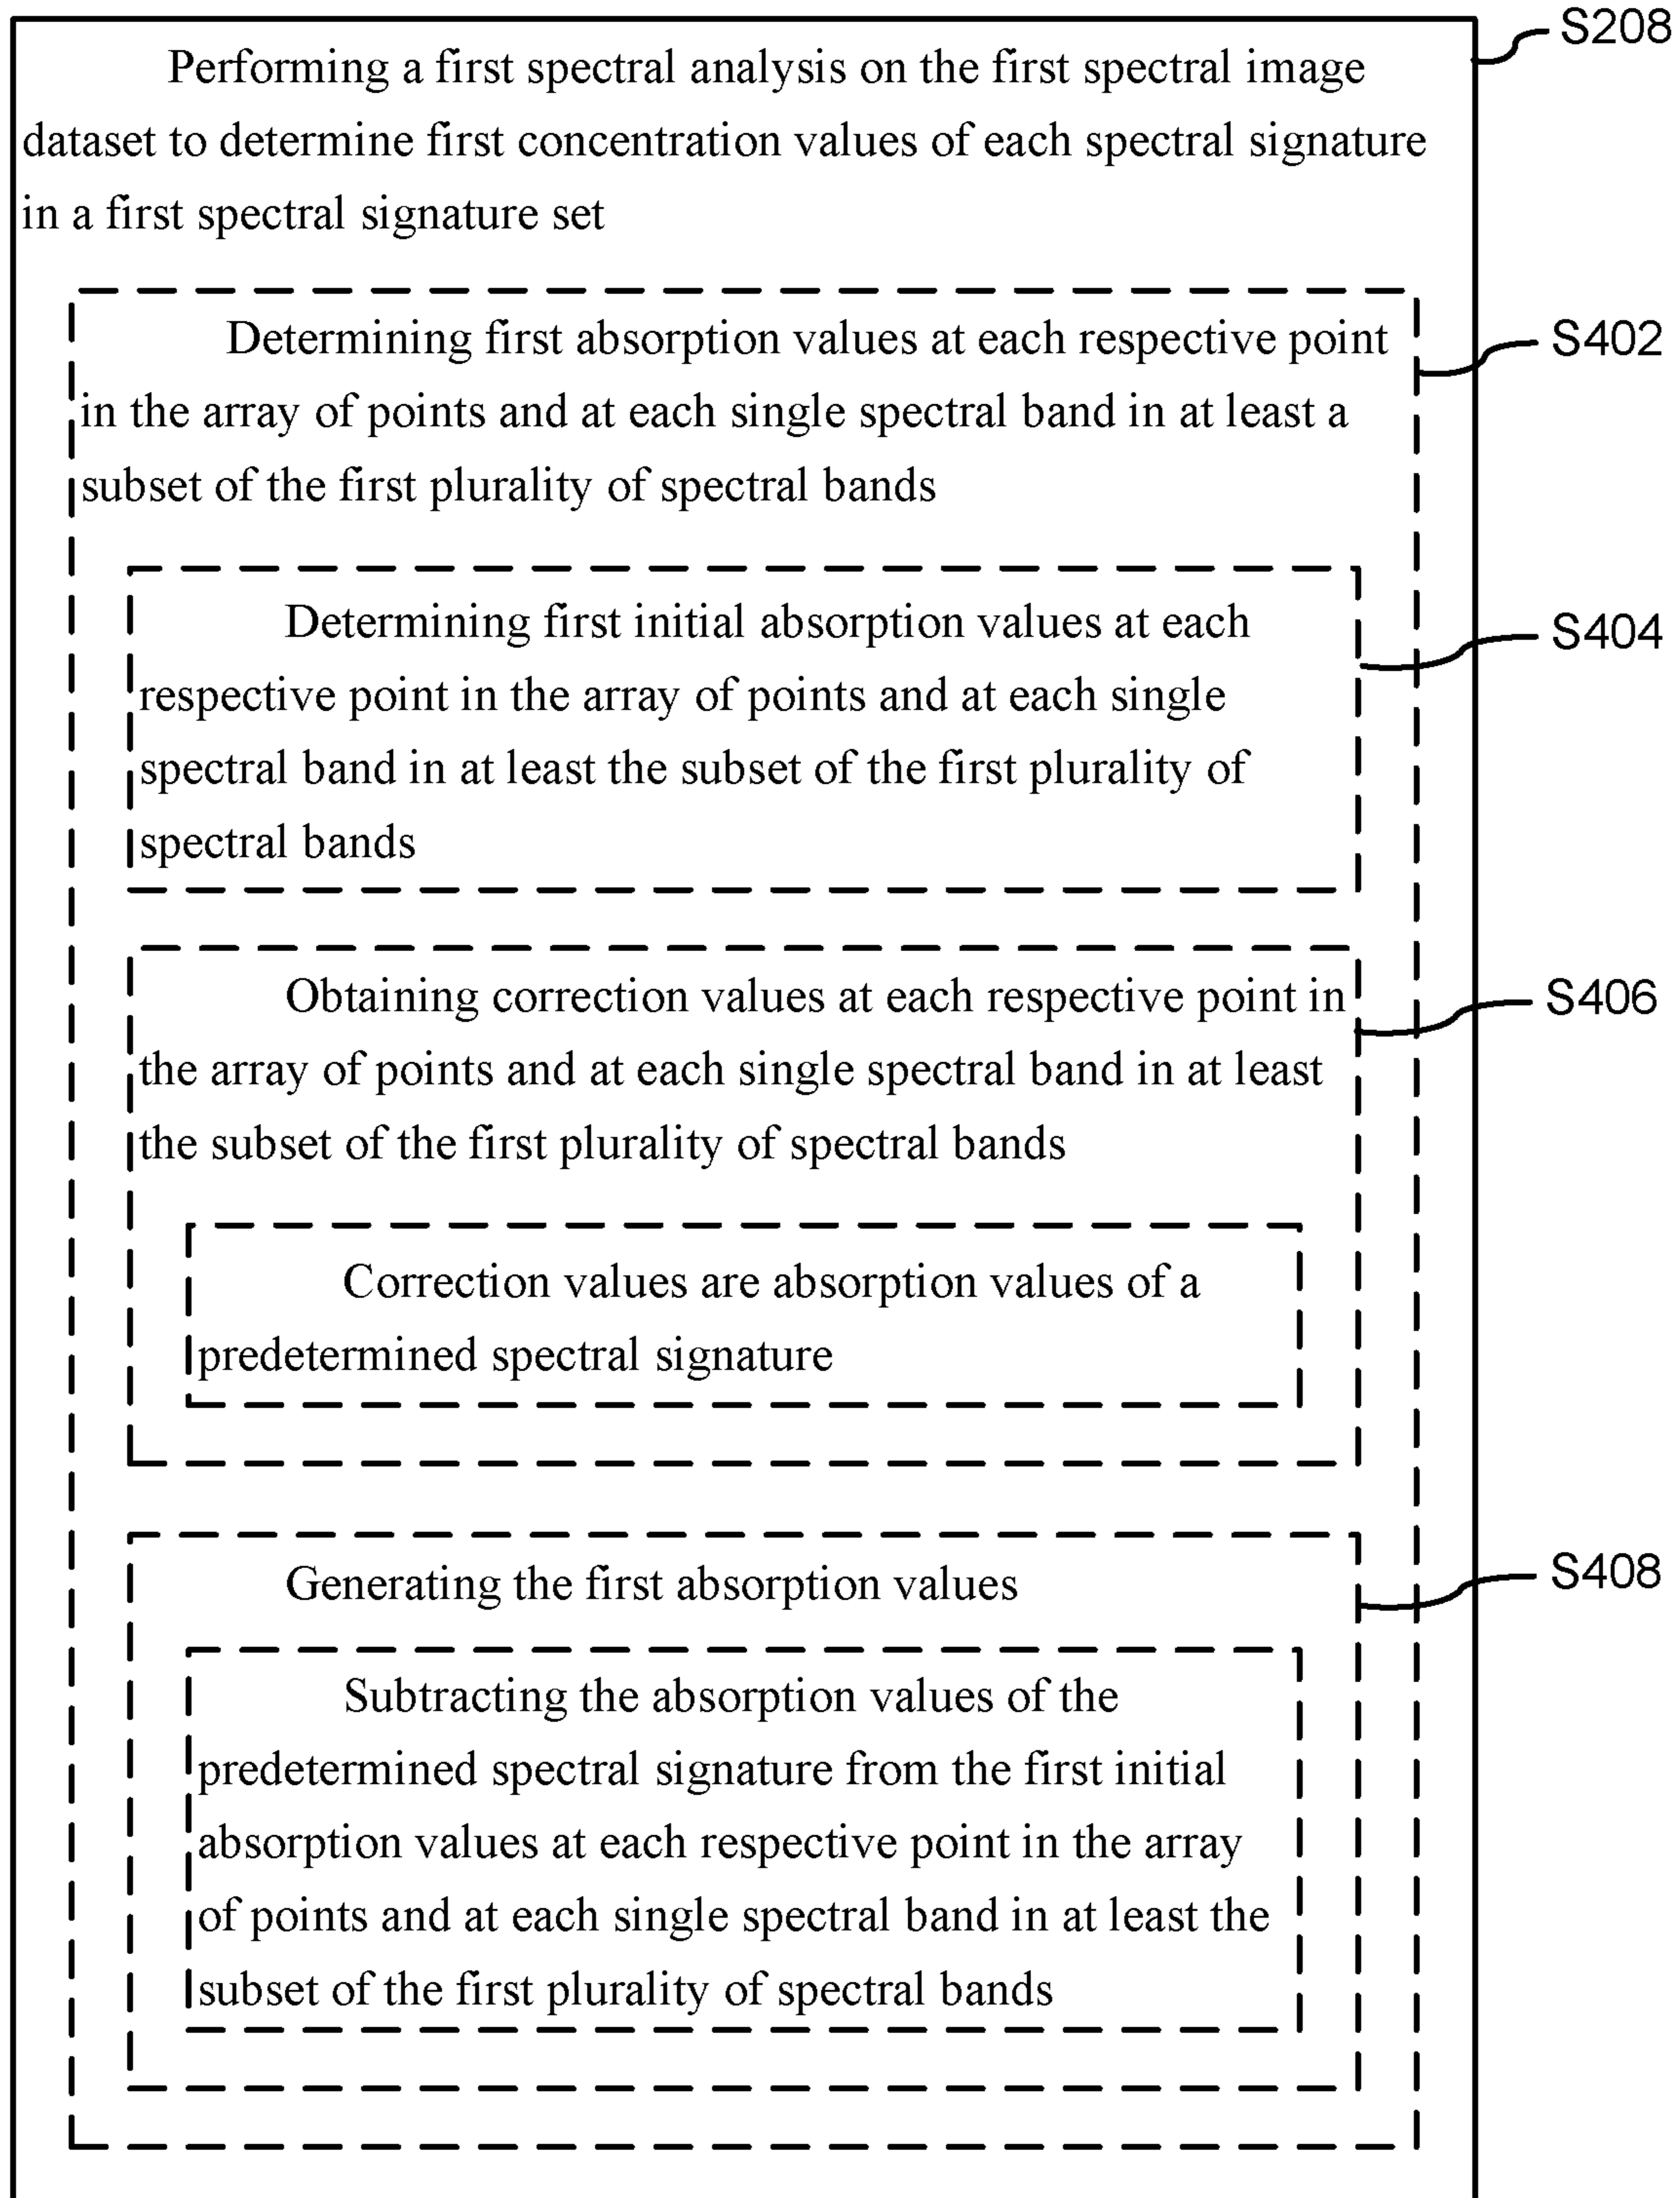 S208
Performing a first spectral analysis on the first spectral image
dataset to determine first concentration values of each spectral signature
in a first spectral signature set
Determining first absorption values at each respective point
in the array of points and at each single spectral band in at least a
subset of the first plurality of spectral bands
S402
Determining first initial absorption values at each
respective point in the array of points and at each single
spectral band in at least the subset of the first plurality of
spectral bands
S404
Obtaining correction values at each respective point in
the array of points and at each single spectral band in at least
the subset of the first plurality of spectral bands
S406
Correction values are absorption values of a
predetermined spectral signature
Generating the first absorption values
S408
Subtracting the absorption values of the
predetermined spectral signature from the first initial
absorption values at each respective point in the array
of points and at each single spectral band in at least the
subset of the first plurality of spectral bands